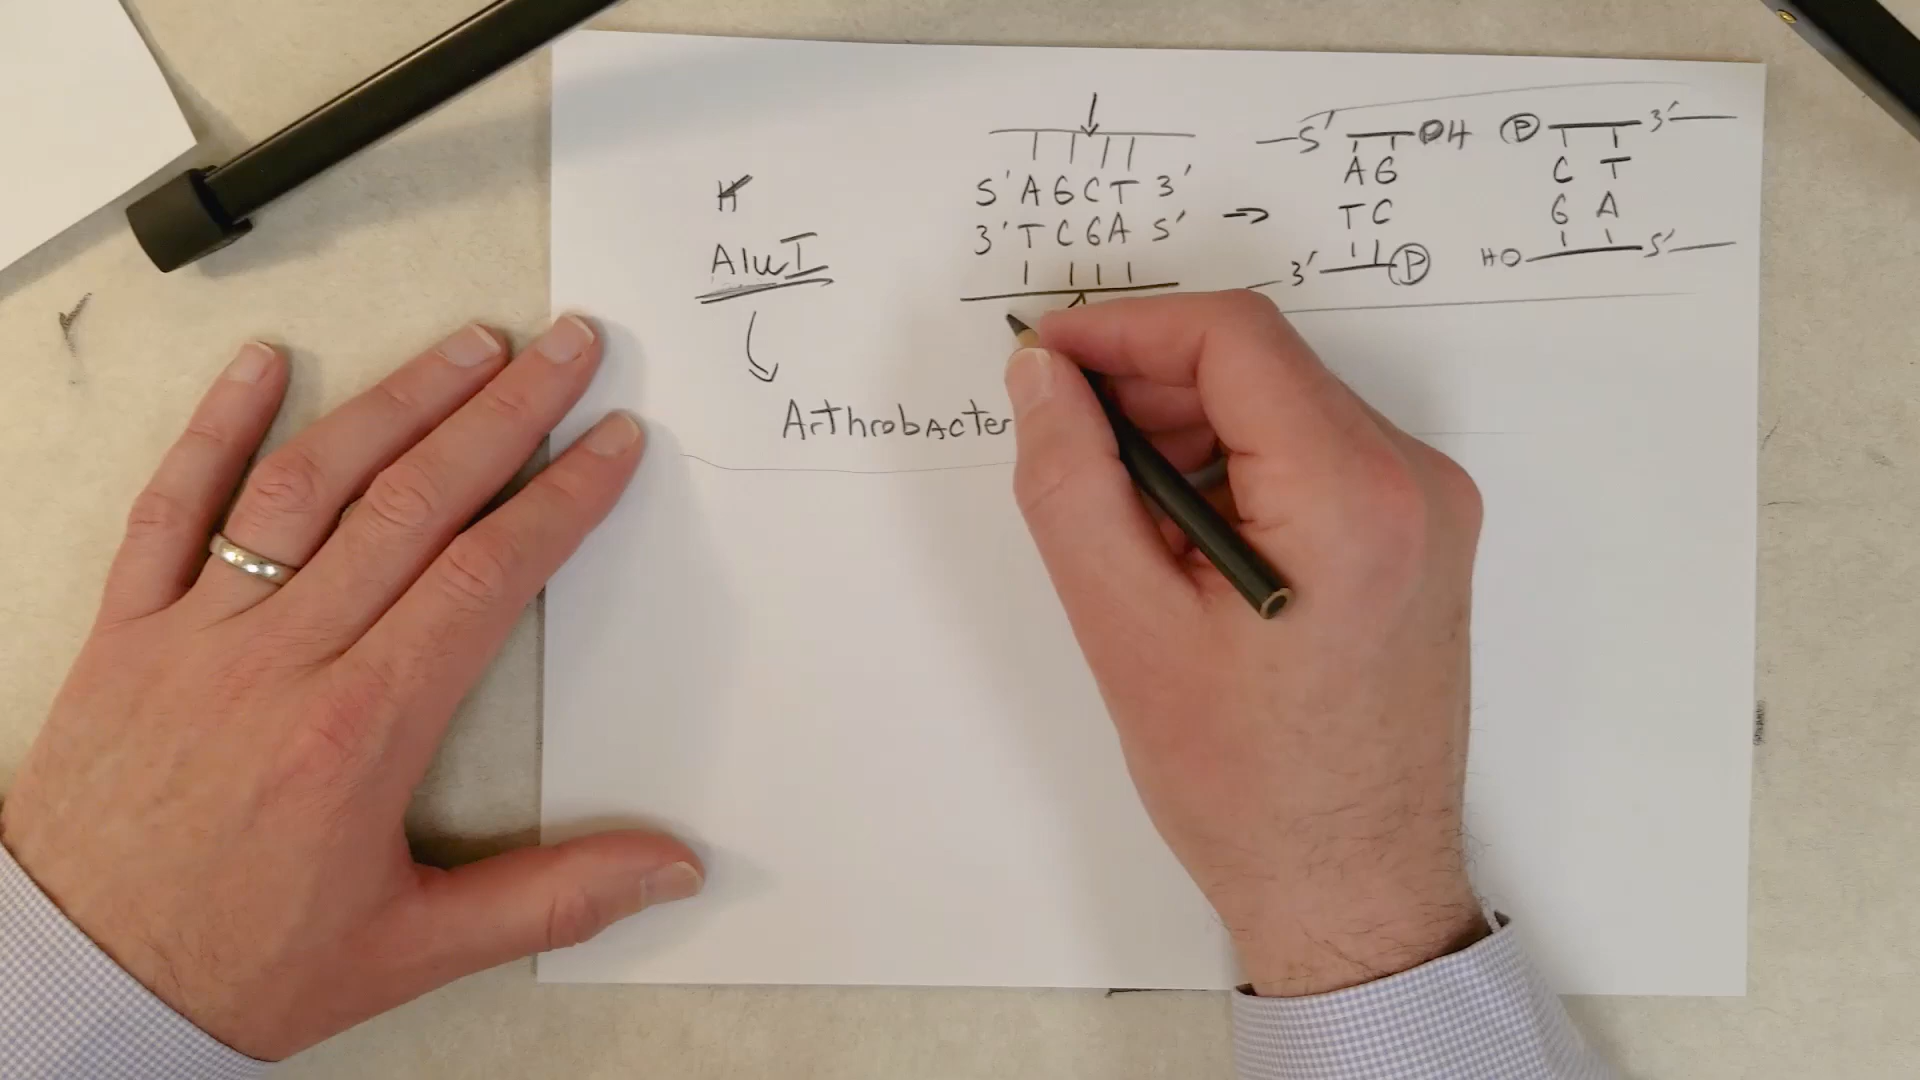 5' A G C T 3'
3' T C G A 5'
→
5' OH P 3'
A G C T
T C G A
3' P HO 5'
AluI
Arthrobacter